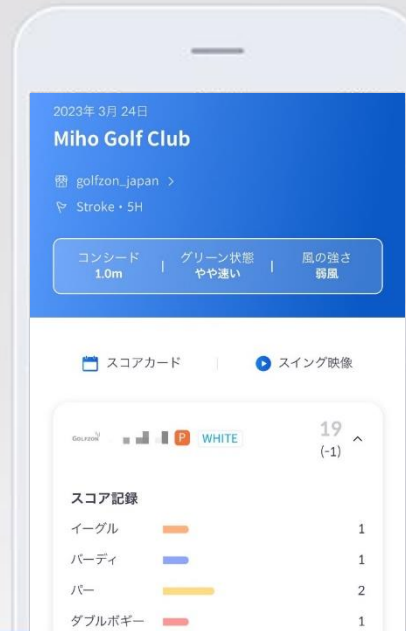 2023年 3月 24日
Miho Golf Club
golfzon_japan >
Stroke・5H
コンシード グリーン状態 風の強さ
1.0m やや速い 弱風
スコアカード スイング映像
GOLFZON P WHITE 19
(-1)
スコア記録
イーグル 1
バーディ 1
パー 2
ダブルボギー 1